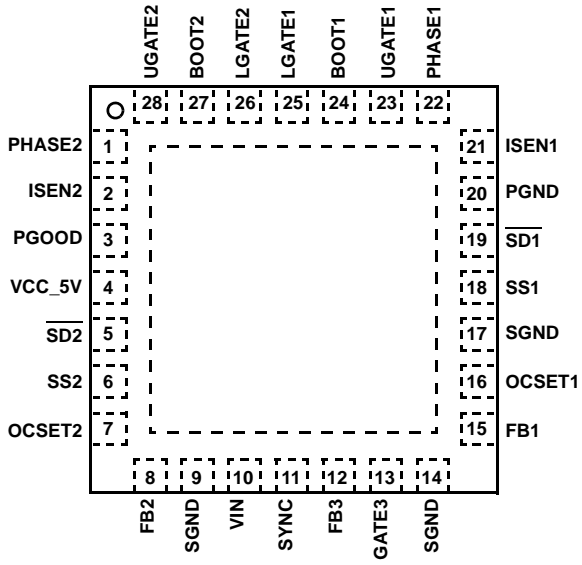 UGATE2 BOOT2 LGATE2 LGATE1 BOOT1 UGATE1 PHASE1
28 27 26 25 24 23 22
PHASE2 1 21 ISEN1
ISEN2 2 20 PGND
PGOOD 3 19 S̅D̅1̅
VCC_5V 4 18 SS1
S̅D̅2̅ 5 17 SGND
SS2 6 16 OCSET1
OCSET2 7 15 FB1
8 9 10 11 12 13 14
FB2 SGND VIN SYNC FB3 GATE3 SGND